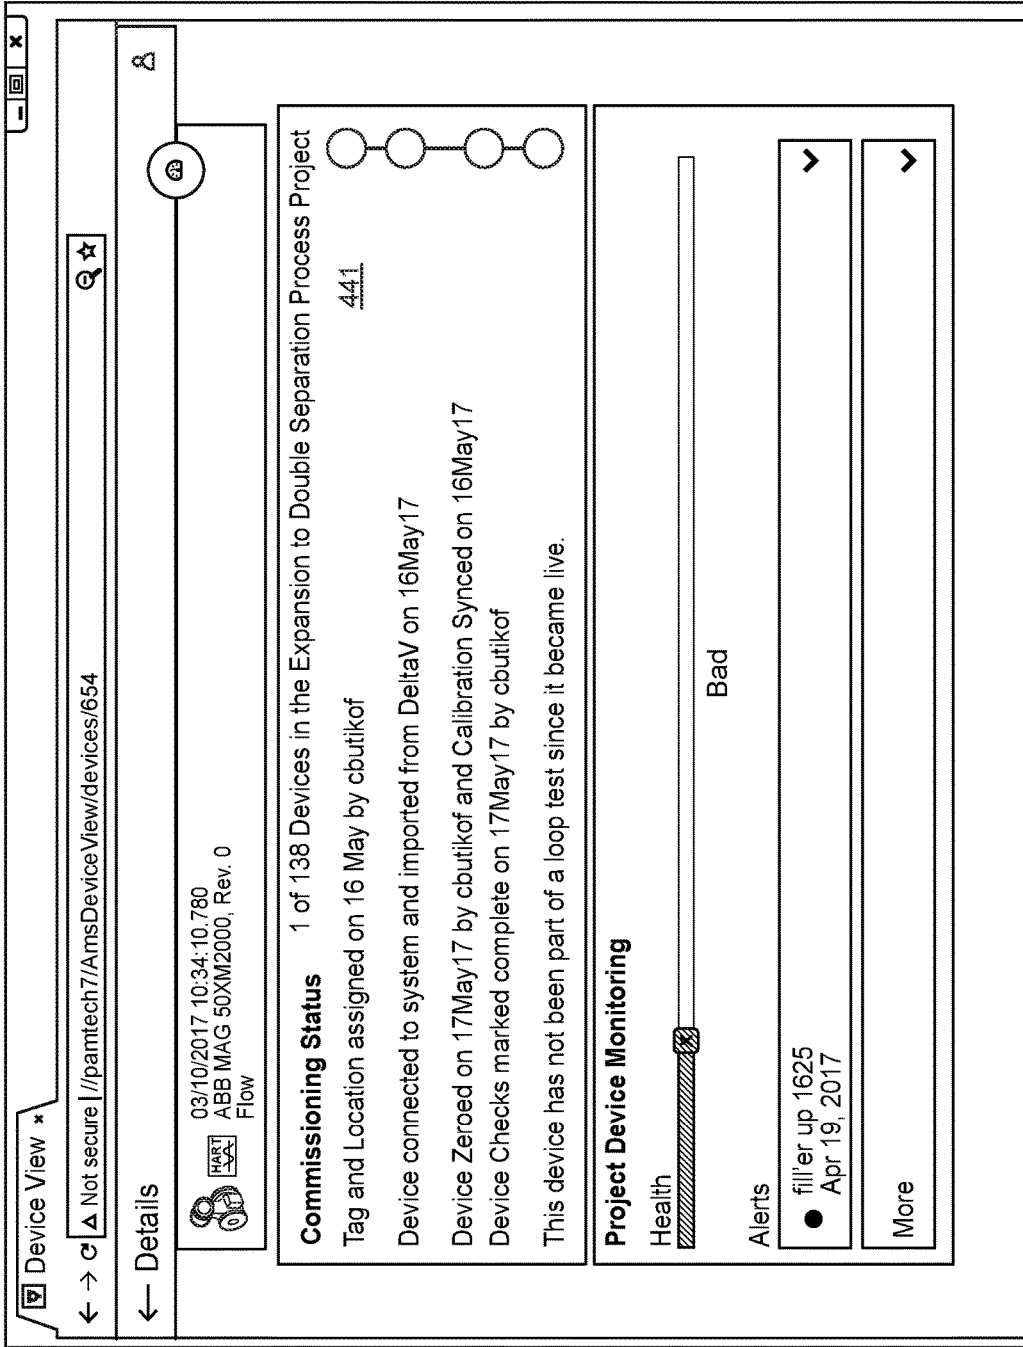 Device View ×
Not secure | //pamtech7/AmsDeviceView/devices/654
Details
03/10/2017 10:34:10.780
HART
ABB MAG 50XM2000, Rev. 0
Flow
Commissioning Status 1 of 138 Devices in the Expansion to Double Separation Process Project
Tag and Location assigned on 16 May by cbutikof
441
Device connected to system and imported from DeltaV on 16May17
Device Zeroed on 17May17 by cbutikof and Calibration Synced on 16May17
Device Checks marked complete on 17May17 by cbutikof
This device has not been part of a loop test since it became live.
Project Device Monitoring
Health
Bad
Alerts
fill'er up 1625
Apr 19, 2017
More